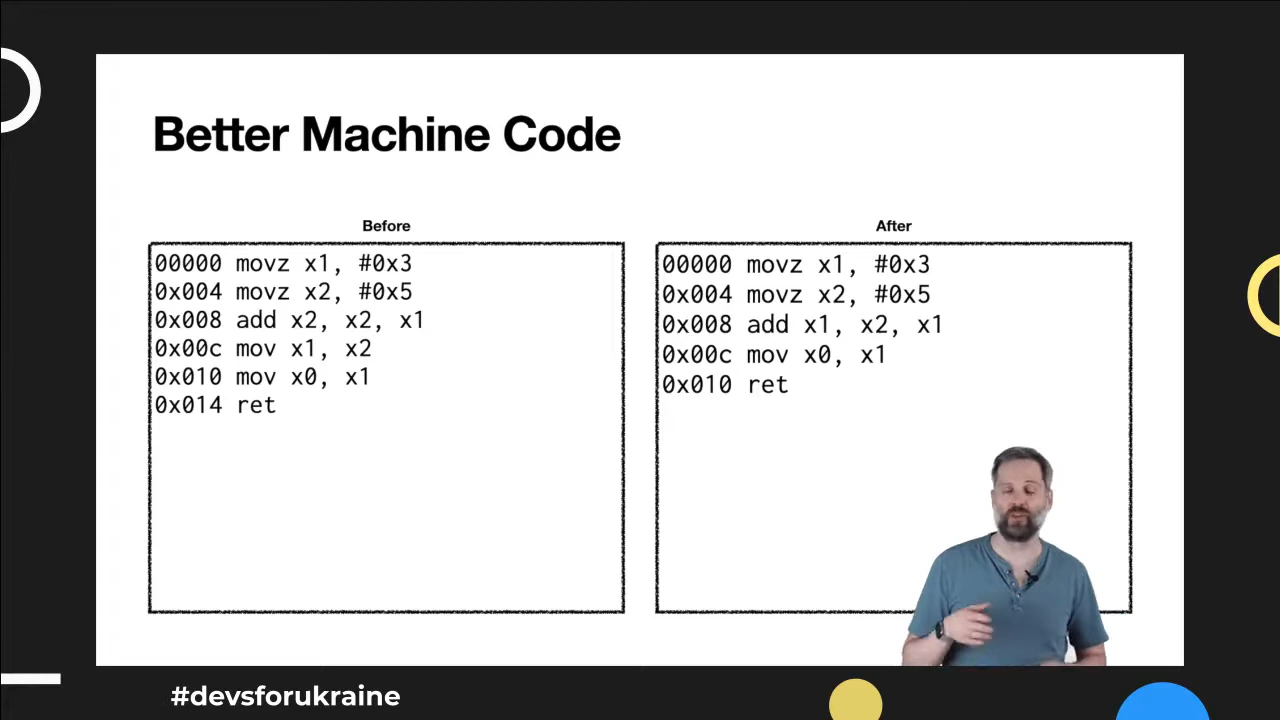 Better Machine Code
Before
00000 movz x1, #0x3
0x004 movz x2, #0x5
0x008 add x2, x2, x1
0x00c mov x1, x2
0x010 mov x0, x1
0x014 ret
After
00000 movz x1, #0x3
0x004 movz x2, #0x5
0x008 add x1, x2, x1
0x00c mov x0, x1
0x010 ret
#devsforukraine